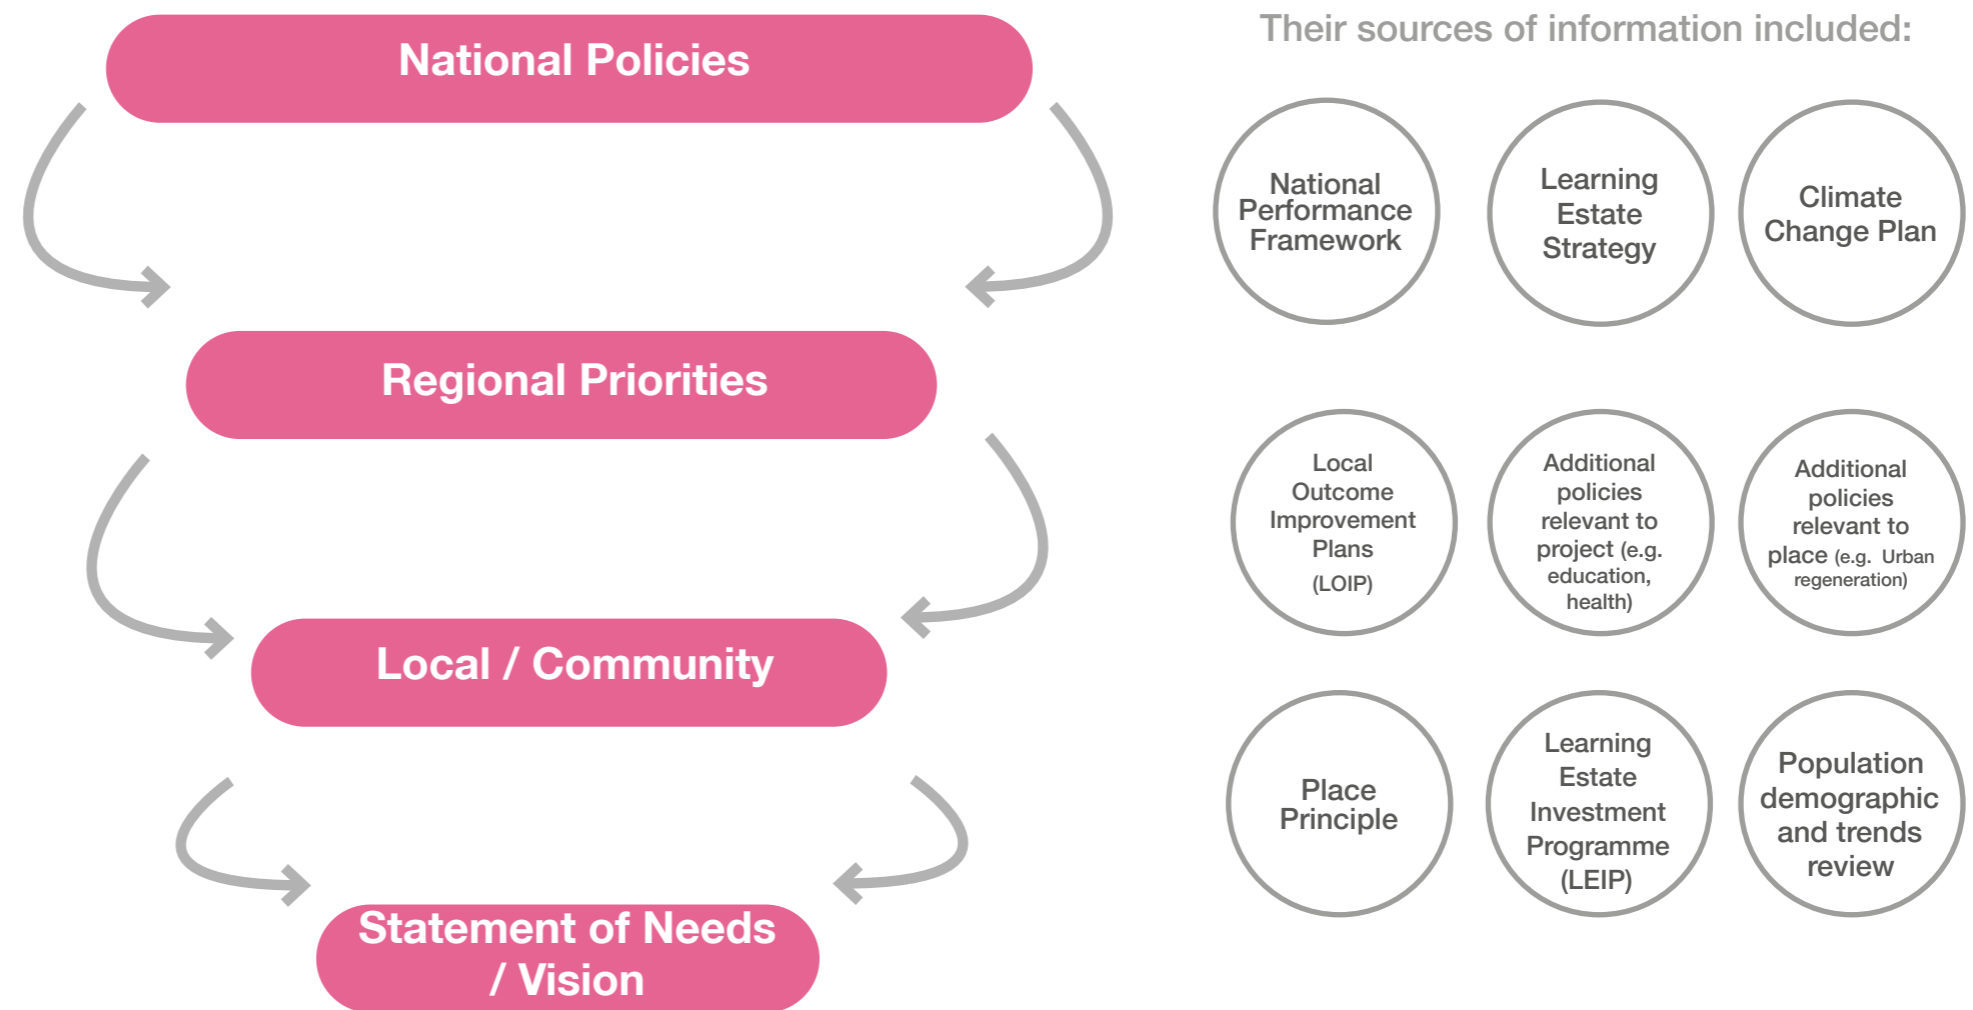 National Policies
Regional Priorities
Local / Community
Statement of Needs
/ Vision
Their sources of information included:
National
Performance
Framework
Learning
Estate
Strategy
Climate
Change Plan
Local
Outcome
Improvement
Plans
(LOIP)
Additional
policies
relevant to
project (e.g.
education,
health)
Additional
policies
relevant to
place (e.g. Urban
regeneration)
Place
Principle
Learning
Estate
Investment
Programme
(LEIP)
Population
demographic
and trends
review